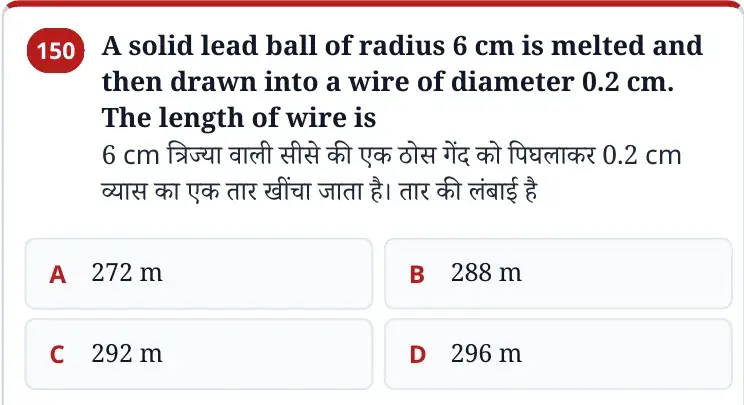 150 A solid lead ball of radius 6 cm is melted and
then drawn into a wire of diameter 0.2 cm.
The length of wire is
6 cm त्रिज्या वाली सीसे की एक ठोस गेंद को पिघलाकर 0.2 cm
व्यास का एक तार खींचा जाता है। तार की लंबाई है
A 272 m
B 288 m
C 292 m
D 296 m